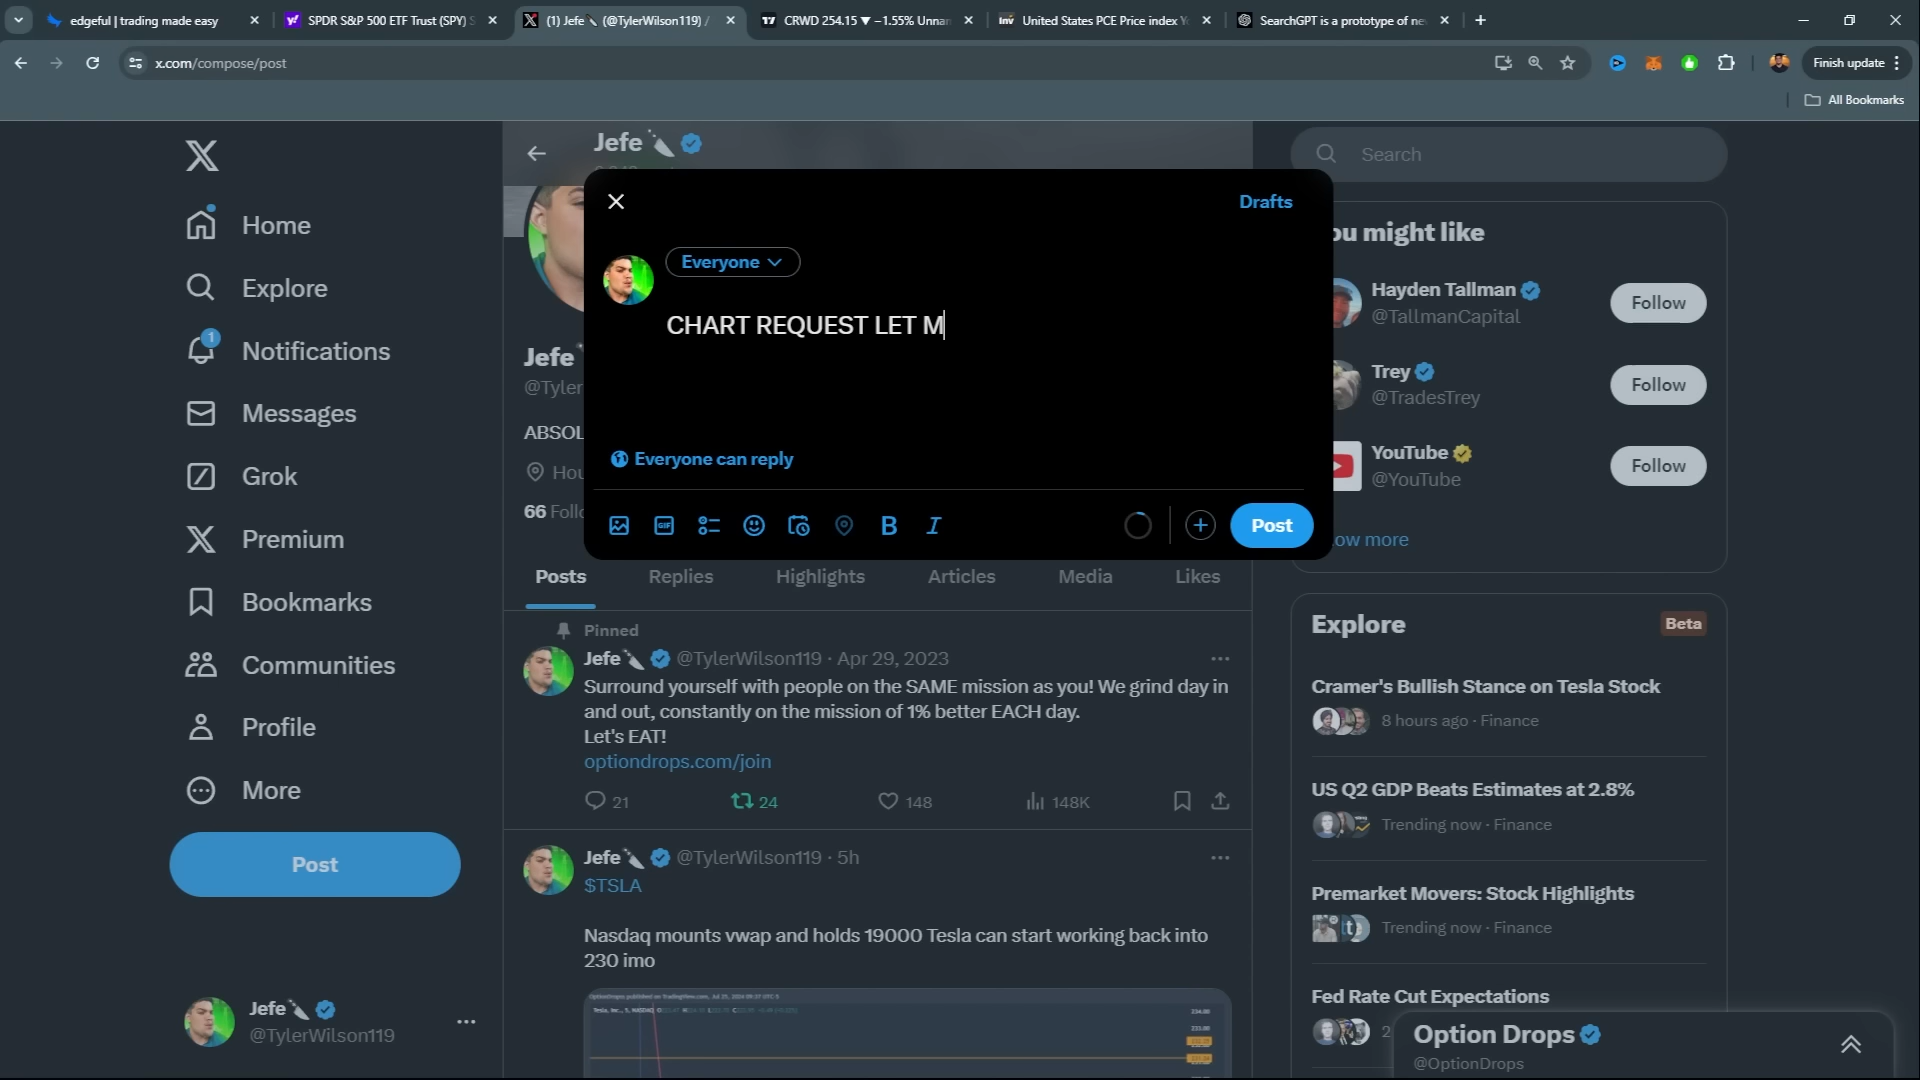 edgeful | trading made easy
SPDR S&P 500 ETF Trust (SPY) S
(1) Jefe (@TylerWilson119) /
CRWD 254.15 ▼ −1.55% Unnan
United States PCE Price index Y
SearchGPT is a prototype of ne
x.com/compose/post
Finish update
All Bookmarks
Home
Explore
1
Notifications
Messages
Grok
Premium
Bookmarks
Communities
Profile
More
Post
Jefe
@TylerWilson119
Jefe
Jefe
@Tyler
ABSOL
Hou
66 Follo
Drafts
Everyone
CHART REQUEST LET M
Everyone can reply
GIF
B I
Post
Posts
Replies
Highlights
Articles
Media
Likes
Pinned
Jefe @TylerWilson119 · Apr 29, 2023
Surround yourself with people on the SAME mission as you! We grind day in
and out, constantly on the mission of 1% better EACH day.
Let's EAT!
optiondrops.com/join
21
24
148
148K
Jefe @TylerWilson119 · 5h
$TSLA
Nasdaq mounts vwap and holds 19000 Tesla can start working back into
230 imo
234.00
233.00
Search
ou might like
Hayden Tallman
@TallmanCapital
Follow
Trey
@TradesTrey
Follow
YouTube
@YouTube
Follow
ow more
Explore
Beta
Cramer's Bullish Stance on Tesla Stock
8 hours ago · Finance
US Q2 GDP Beats Estimates at 2.8%
Trending now · Finance
Premarket Movers: Stock Highlights
Trending now · Finance
Fed Rate Cut Expectations
2
Option Drops
@OptionDrops